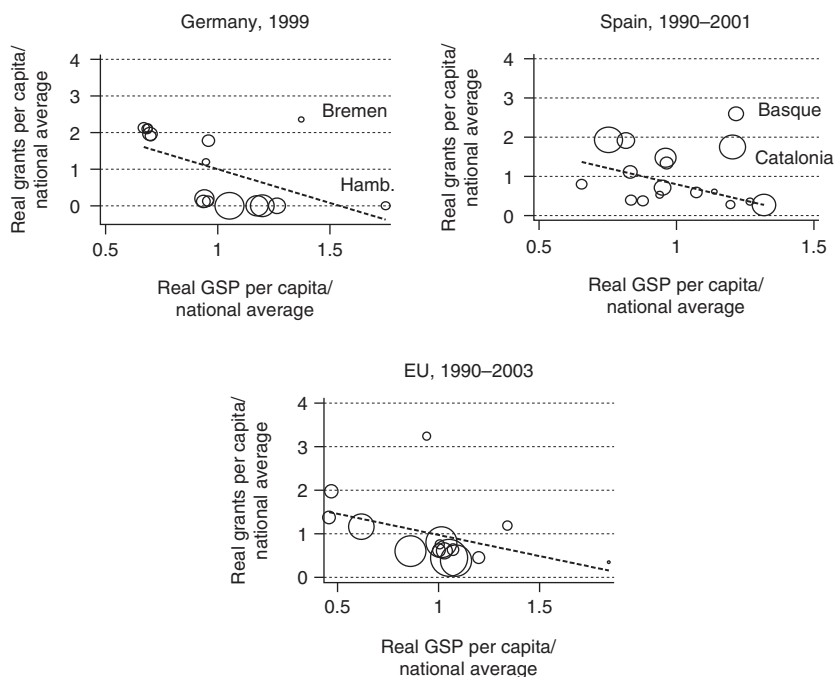 Germany, 1999
Real grants per capita/
national average
4
3
2
1
0
Bremen
Hamb.
0.5
1
1.5
Real GSP per capita/
national average
Spain, 1990–2001
Real grants per capita/
national average
4
3
2
1
0
Basque
Catalonia
0.5
1
1.5
Real GSP per capita/
national average
EU, 1990–2003
Real grants per capita/
national average
4
3
2
1
0
0.5
1
1.5
Real GSP per capita/
national average